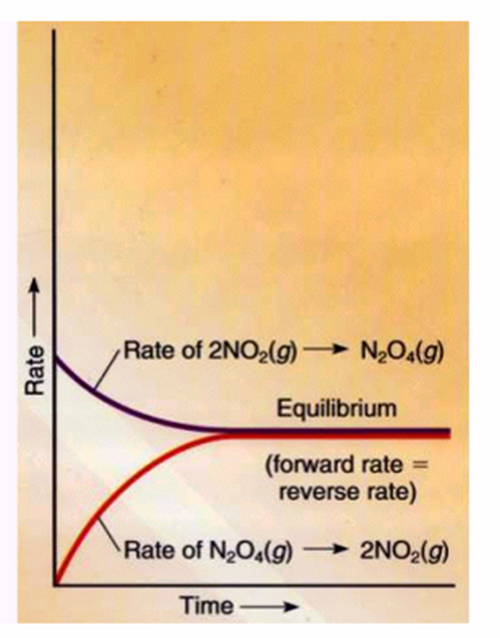 Rate →
Rate of 2NO₂(g) → N₂O₄(g)
Equilibrium
(forward rate =
reverse rate)
Rate of N₂O₄(g) → 2NO₂(g)
Time →